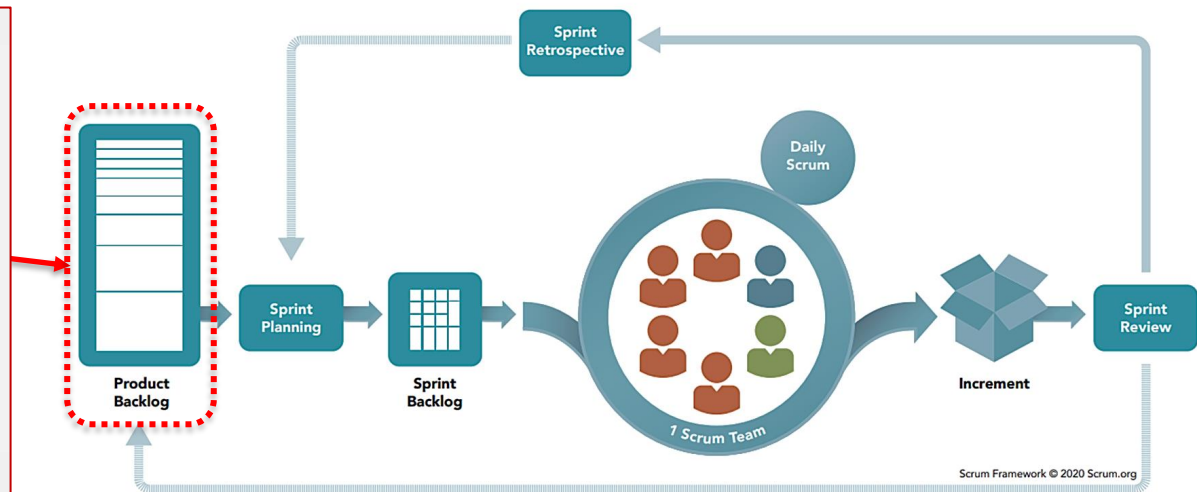 Sprint
Retrospective
Daily
Scrum
Sprint
Planning
Sprint
Review
Product
Backlog
Sprint
Backlog
Increment
1 Scrum Team
Scrum Framework © 2020 Scrum.org